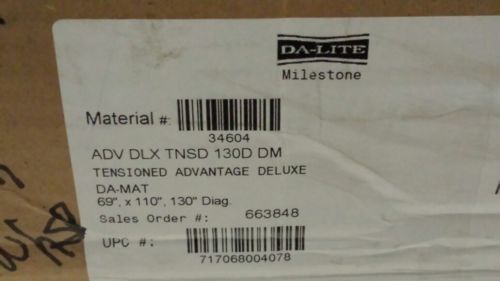 DA-LITE
Milestone
Material #:
34604
ADV DLX TNSD 130D DM
TENSIONED ADVANTAGE DELUXE
DA-MAT
69", x 110", 130" Diag.
Sales Order #: 663848
UPC #:
717068004078